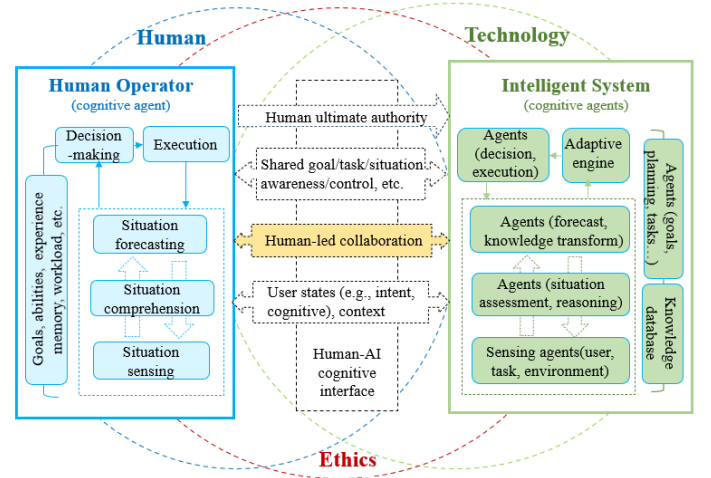 Human
Technology
Human Operator
(cognitive agent)
Decision
-making
Execution
Situation
forecasting
Situation
comprehension
Situation
sensing
Goals, abilities, experience
memory, workload, etc.
Human ultimate authority
Shared goal/task/situation
awareness/control, etc.
Human-led collaboration
User states (e.g., intent,
cognitive), context
Human-AI
cognitive
interface
Intelligent System
(cognitive agents)
Agents
(decision,
execution)
Adaptive
engine
Agents (forecast,
knowledge transform)
Agents (situation
assessment, reasoning)
Sensing agents(user,
task, environment)
Agents (goals,
planning, tasks…)
Knowledge
database
Ethics